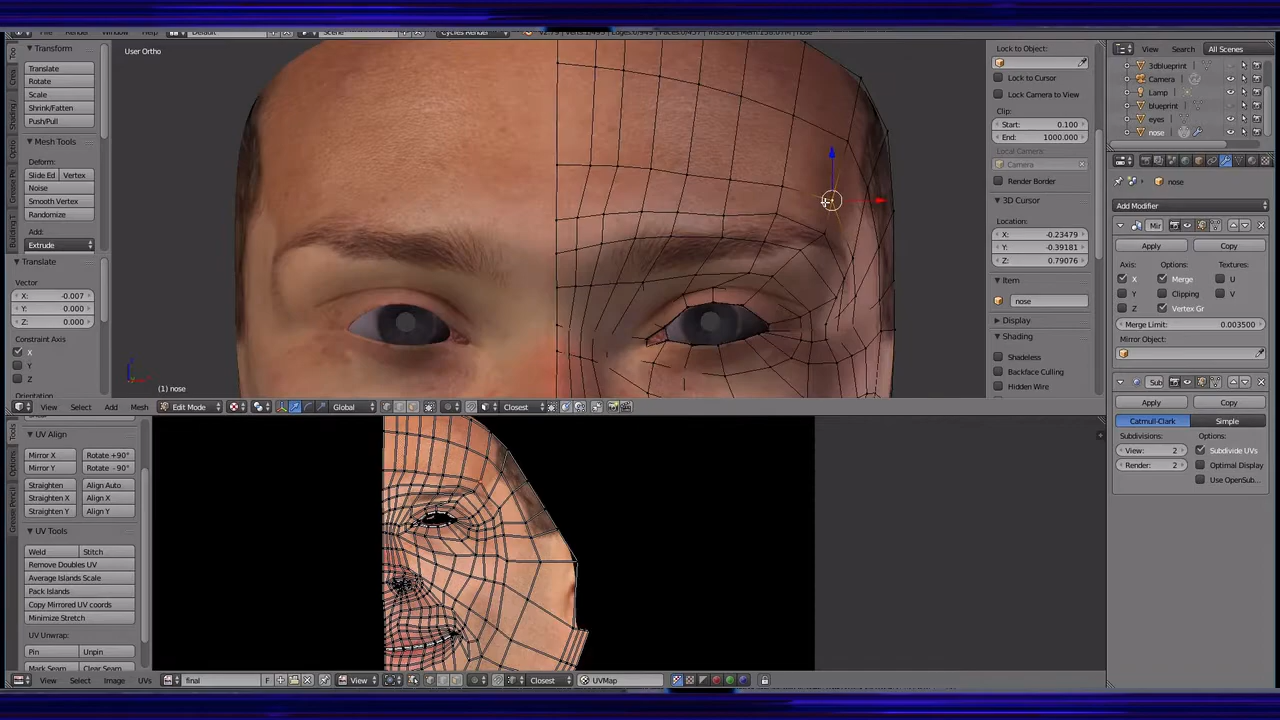 User Ortho
Transform
Translate
Rotate
Scale
Shrink/Fatten
Push/Pull
Mesh Tools
Deform:
Slide Ed Vertex
Noise
Smooth Vertex
Randomize
Add:
Extrude
Translate
Vector
X: -0.007
Y: 0.000
Z: 0.000
Constraint Axis
X
Y
Z
Orientation
(1) nose
View Select Add Mesh Edit Mode Global Closest
Lock to Object:
Lock to Cursor
Lock Camera to View
Clip:
Start: 0.100
End: 1000.000
Local Camera:
Camera
Render Border
3D Cursor
Location:
X: -0.23479
Y: -0.39181
Z: 0.79076
Item
nose
Display
Shading
Shadeless
Backface Culling
Hidden Wire
View Search All Scenes
3dblueprint
Camera
Lamp
blueprint
eyes
nose
nose
Add Modifier
Mir
Apply Copy
Axis: Options: Textures:
X Merge U
Y Clipping V
Z Vertex Gr
Merge Limit: 0.003500
Mirror Object:
Sub
Apply Copy
Catmull-Clark Simple
Subdivisions: Options:
View: 2 Subdivide UVs
Render: 2 Optimal Display
Use OpenSub...
UV Align
Mirror X Rotate +90°
Mirror Y Rotate -90°
Straighten Align Auto
Straighten X Align X
Straighten Y Align Y
UV Tools
Weld Stitch
Remove Doubles UV
Average Islands Scale
Pack Islands
Copy Mirrored UV coords
Minimize Stretch
UV Unwrap:
Pin Unpin
Mark Seam Clear Seam
View Select Image UVs final F View Closest UVMap